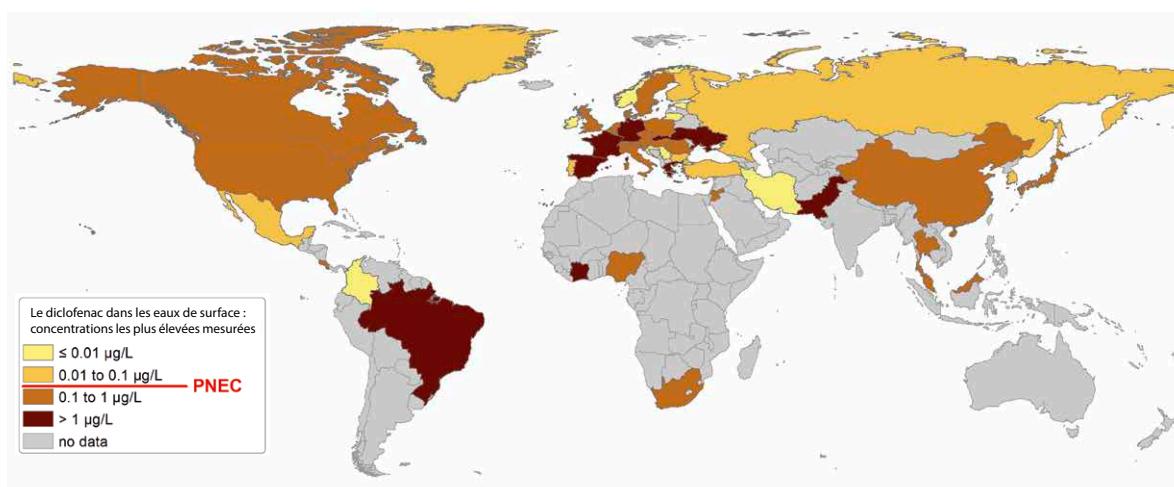 Le diclofenac dans les eaux de surface :
concentrations les plus élevées mesurées
≤ 0.01 µg/L
0.01 to 0.1 µg/L
PNEC
0.1 to 1 µg/L
> 1 µg/L
no data